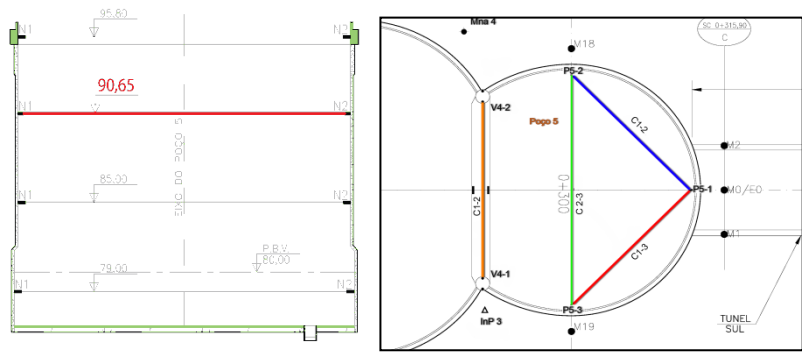 95.80
N1
N2
90,65
N1
N2
EIXO DO POÇO 5
85.00
N1
N2
P.B.V.
80,00
79.00
N1
N2
Mna 4
M18
SC 0+315,90
C
P5-2
V4-2
Poço 5
C1-2
M2
C1-2
C 2-3
0+300
P5-1
M0/E0
C1-3
M1
V4-1
P5-3
InP 3
M19
TUNEL
SUL